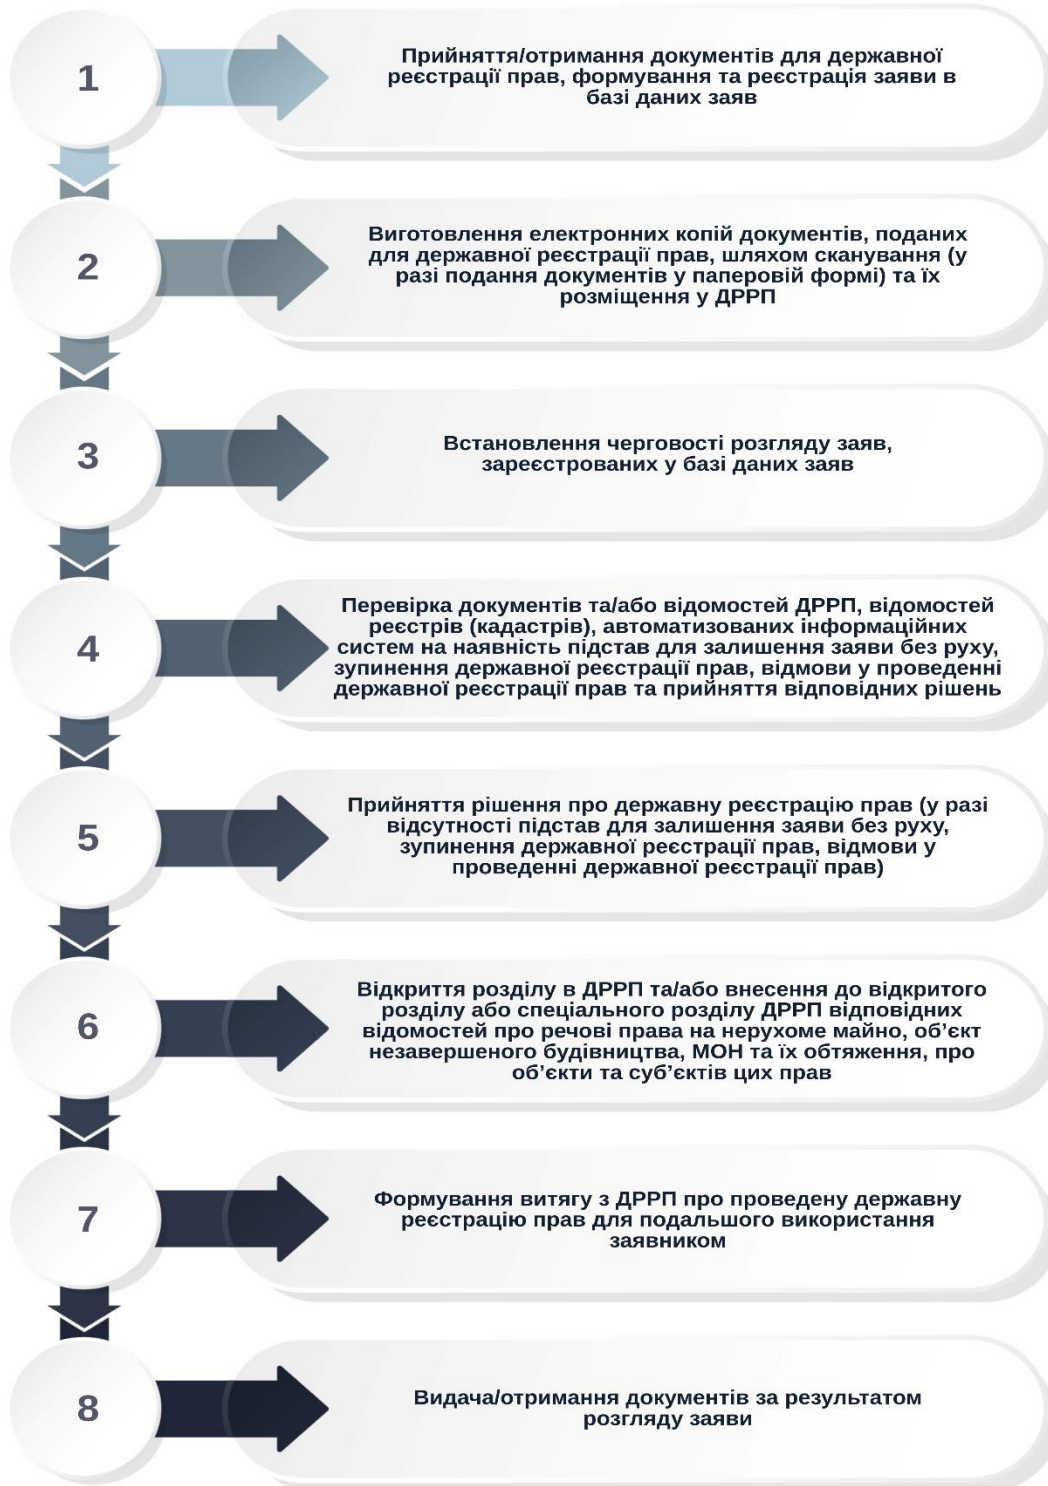 1
Прийняття/отримання документів для державної
реєстрації прав, формування та реєстрація заяви в
базі даних заяв
2
Виготовлення електронних копій документів, поданих
для державної реєстрації прав, шляхом сканування (у
разі подання документів у паперовій формі) та їх
розміщення у ДРРП
3
Встановлення черговості розгляду заяв,
зареєстрованих у базі даних заяв
4
Перевірка документів та/або відомостей ДРРП, відомостей
реєстрів (кадастрів), автоматизованих інформаційних
систем на наявність підстав для залишення заяви без руху,
зупинення державної реєстрації прав, відмови у проведенні
державної реєстрації прав та прийняття відповідних рішень
5
Прийняття рішення про державну реєстрацію прав (у разі
відсутності підстав для залишення заяви без руху,
зупинення державної реєстрації прав, відмови у
проведенні державної реєстрації прав)
6
Відкриття розділу в ДРРП та/або внесення до відкритого
розділу або спеціального розділу ДРРП відповідних
відомостей про речові права на нерухоме майно, об’єкт
незавершеного будівництва, МОН та їх обтяження, про
об’єкти та суб’єктів цих прав
7
Формування витягу з ДРРП про проведену державну
реєстрацію прав для подальшого використання
заявником
8
Видача/отримання документів за результатом
розгляду заяви